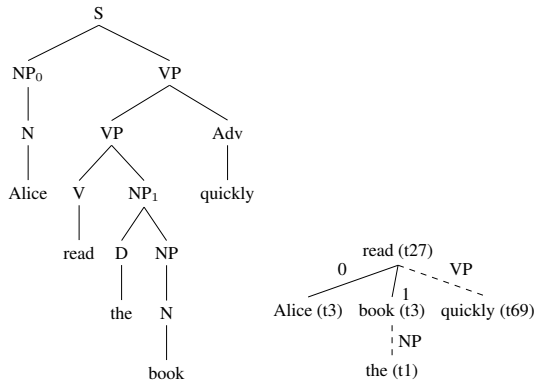 S
NP₀ VP
N VP Adv
Alice V NP₁ quickly
read D NP
the N
book
read (t27)
0 1 VP
Alice (t3) book (t3) quickly (t69)
NP
the (t1)